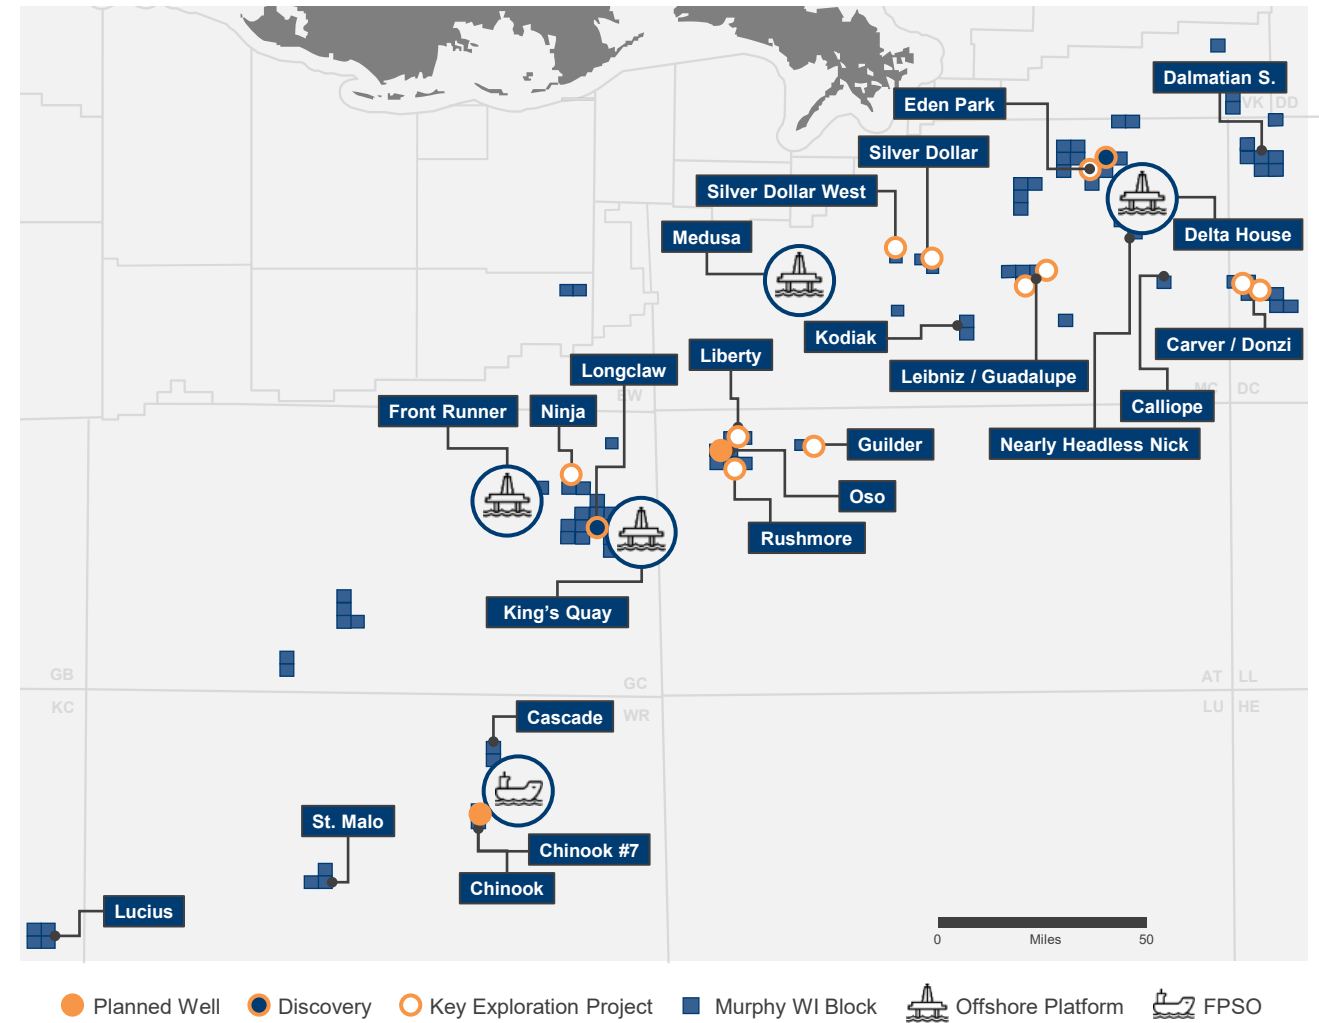 Dalmatian S.
VK
DD
Eden Park
Silver Dollar
Silver Dollar West
Medusa
Delta House
Kodiak
Carver / Donzi
Liberty
Longclaw
Leibniz / Guadalupe
MC
DC
EW
Calliope
Front Runner
Ninja
Guilder
Nearly Headless Nick
Oso
Rushmore
King’s Quay
GB
GC
AT
LL
KC
WR
LU
HE
Cascade
St. Malo
Chinook #7
Chinook
Lucius
0
Miles
50
Planned Well
Discovery
Key Exploration Project
Murphy WI Block
Offshore Platform
FPSO